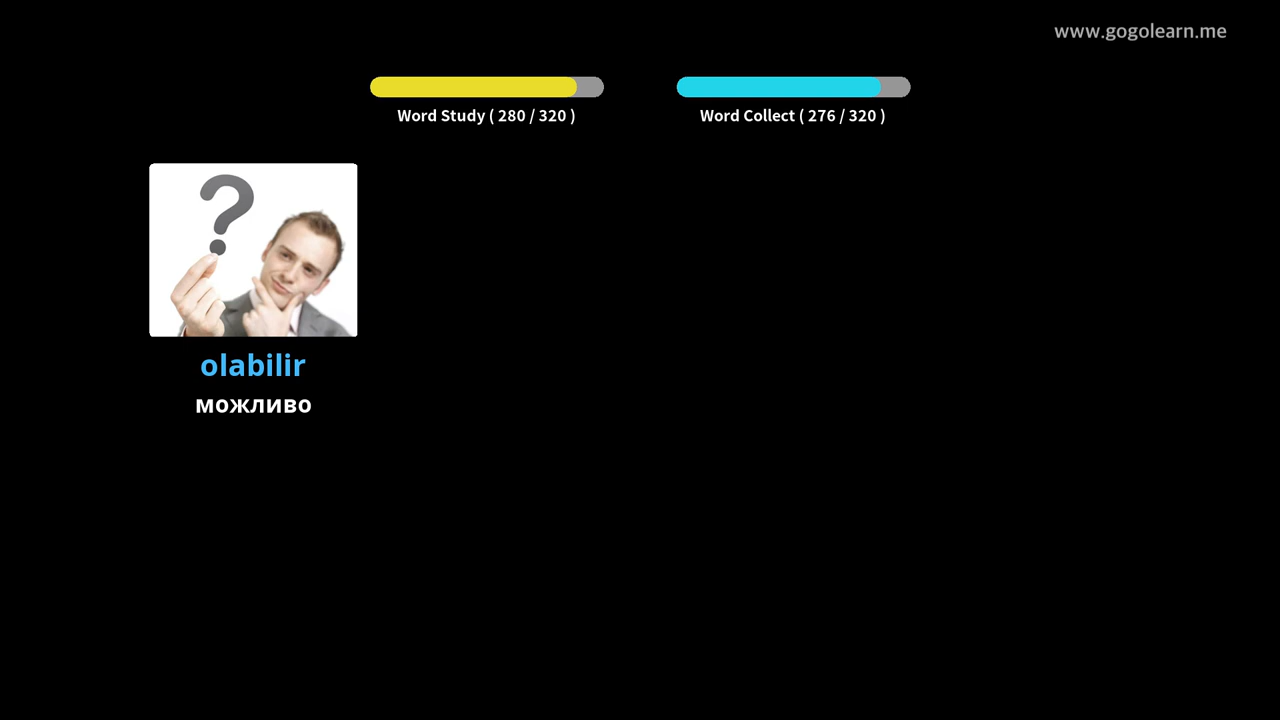 www.gogolearn.me
Word Study ( 280 / 320 )
Word Collect ( 276 / 320 )
?
olabilir
можливо